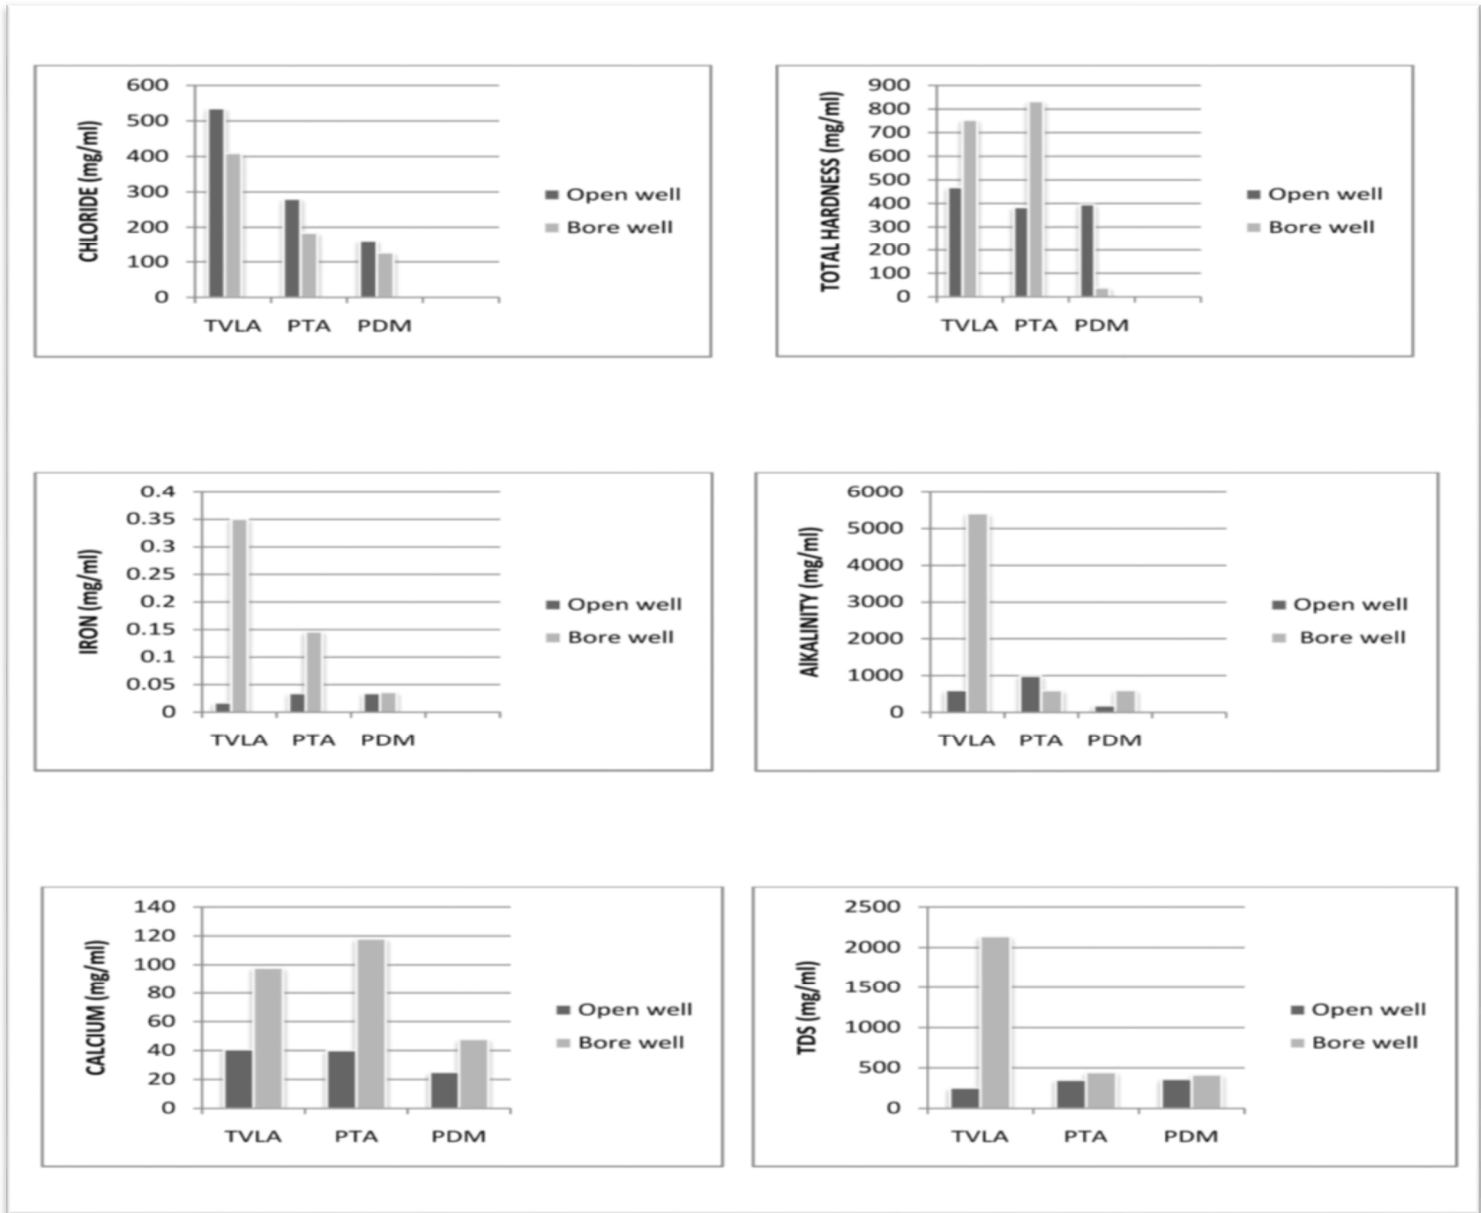 CHLORIDE (mg/ml)
600
500
400
300
200
100
0
TVLA PTA PDM
Open well
Bore well
TOTAL HARDNESS (mg/ml)
900
800
700
600
500
400
300
200
100
0
TVLA PTA PDM
Open well
Bore well
IRON (mg/ml)
0.4
0.35
0.3
0.25
0.2
0.15
0.1
0.05
0
TVLA PTA PDM
Open well
Bore well
AlKALINITY (mg/ml)
6000
5000
4000
3000
2000
1000
0
TVLA PTA PDM
Open well
Bore well
CALCIUM (mg/ml)
140
120
100
80
60
40
20
0
TVLA PTA PDM
Open well
Bore well
TDS (mg/ml)
2500
2000
1500
1000
500
0
TVLA PTA PDM
Open well
Bore well